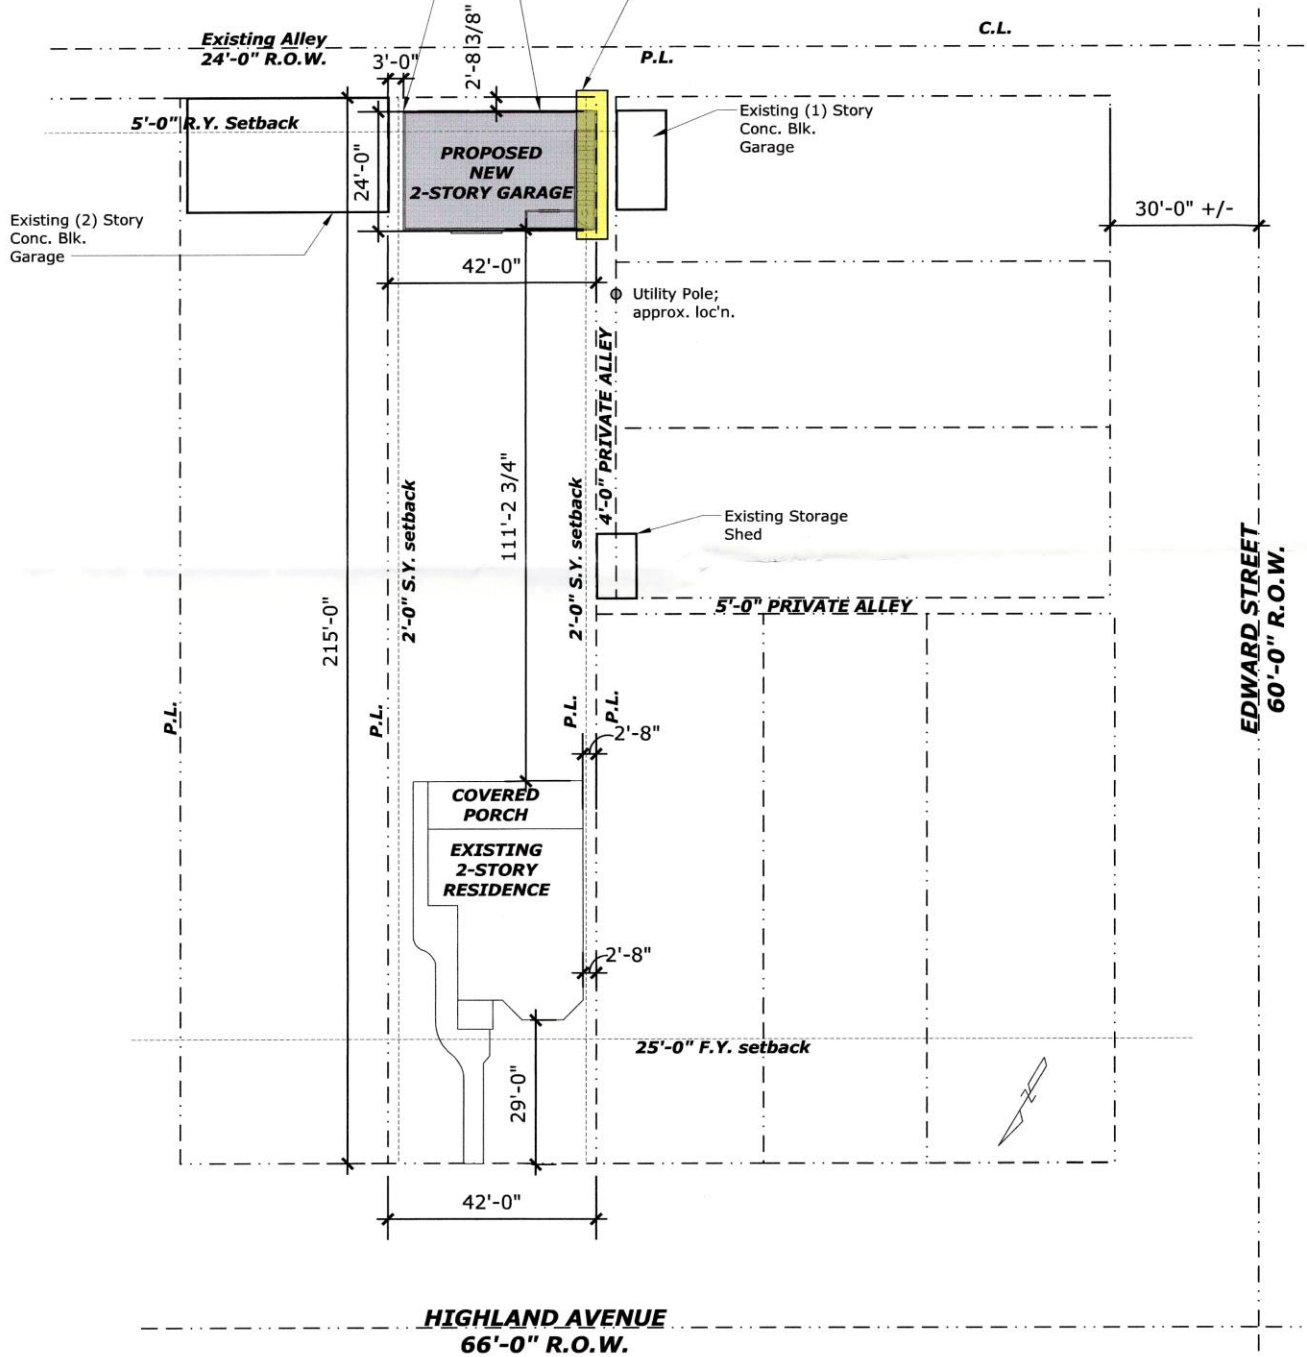 C.L.
Existing Alley
24'-0" R.O.W.
3'-0"
2'-8 3/8"
P.L.
5'-0" R.Y. Setback
24'-0"
PROPOSED
NEW
2-STORY GARAGE
Existing (1) Story
Conc. Blk.
Garage
30'-0" +/-
Existing (2) Story
Conc. Blk.
Garage
42'-0"
Utility Pole;
approx. loc'n.
4'-0" PRIVATE ALLEY
111'-2 3/4"
2'-0" S.Y. setback
2'-0" S.Y. setback
Existing Storage
Shed
5'-0" PRIVATE ALLEY
215'-0"
EDWARD STREET
60'-0" R.O.W.
P.L.
P.L.
P.L.
P.L.
2'-8"
COVERED
PORCH
EXISTING
2-STORY
RESIDENCE
2'-8"
25'-0" F.Y. setback
29'-0"
N
42'-0"
HIGHLAND AVENUE
66'-0" R.O.W.